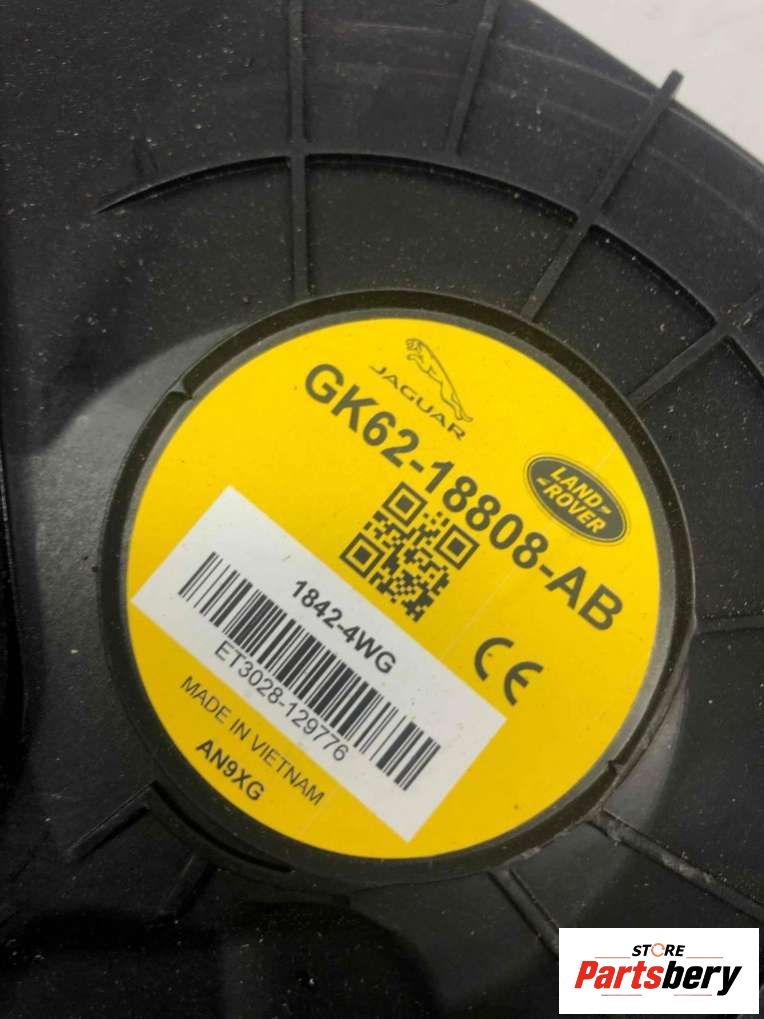 JAGUAR
GK62-18808-AB
LAND-
-ROVER
1842-4WG
ET3028-129776
CE
MADE IN VIETNAM
AN9XG
STORE
Partsbery